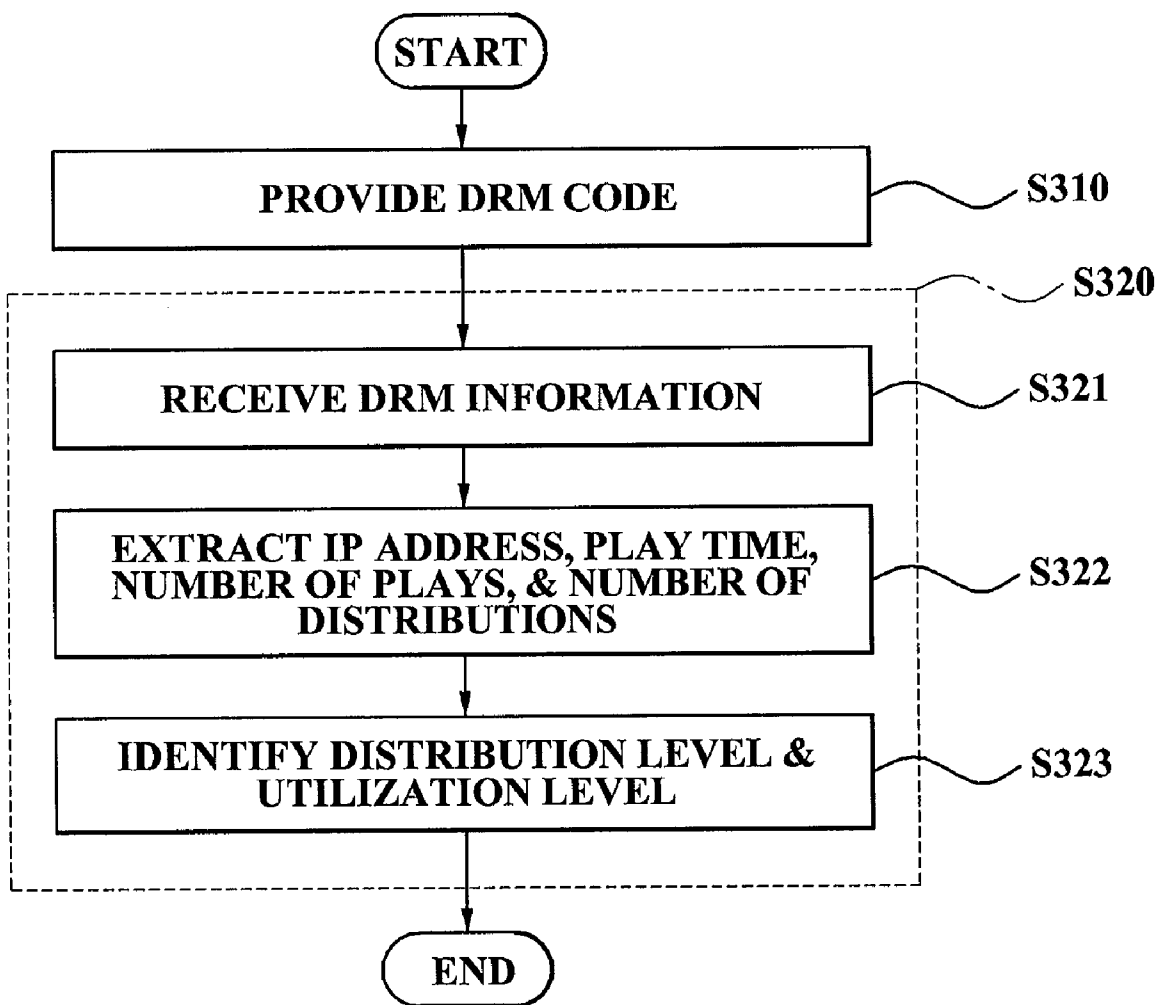 START
PROVIDE DRM CODE
S310
S320
RECEIVE DRM INFORMATION
S321
EXTRACT IP ADDRESS, PLAY TIME,
NUMBER OF PLAYS, & NUMBER OF
DISTRIBUTIONS
S322
IDENTIFY DISTRIBUTION LEVEL &
UTILIZATION LEVEL
S323
END